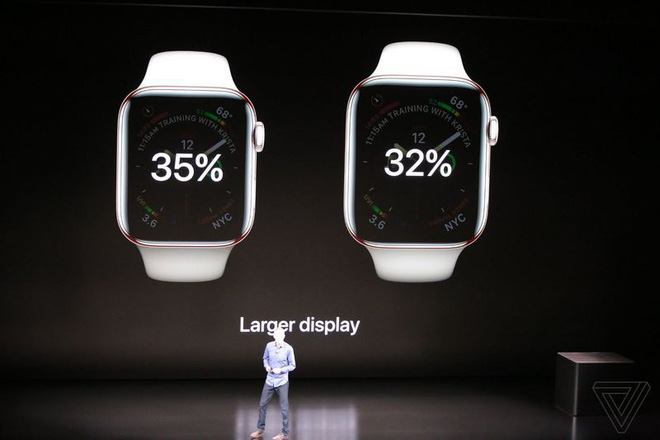 68°
11:15AM TRAINING WITH KRISTA
12
35%
3.6
NYC
68°
11:15AM TRAINING WITH KRISTA
12
32%
3.6
NYC
Larger display